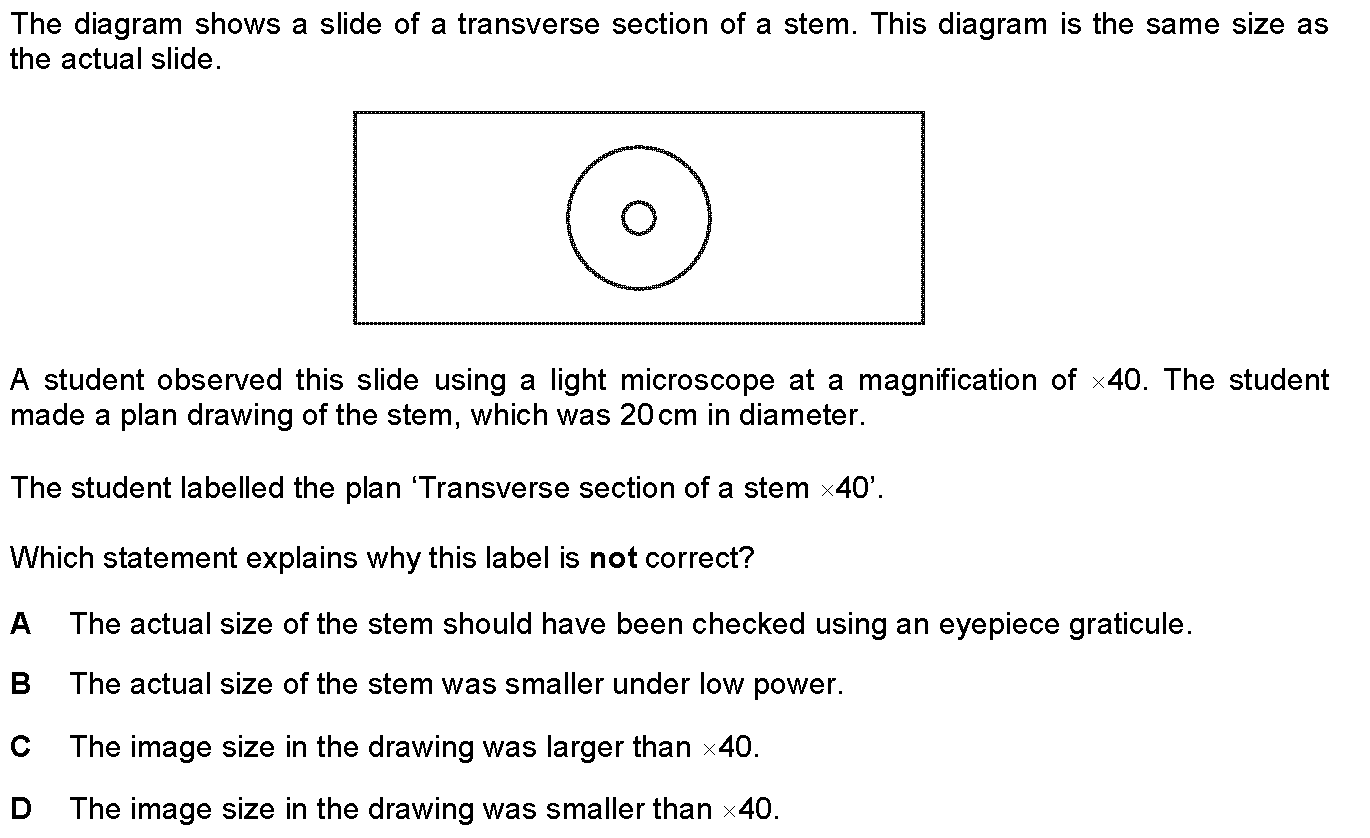 The diagram shows a slide of a transverse section of a stem. This diagram is the same size as
the actual slide.
A student observed this slide using a light microscope at a magnification of ×40. The student
made a plan drawing of the stem, which was 20 cm in diameter.
The student labelled the plan ‘Transverse section of a stem ×40’.
Which statement explains why this label is not correct?
A The actual size of the stem should have been checked using an eyepiece graticule.
B The actual size of the stem was smaller under low power.
C The image size in the drawing was larger than ×40.
D The image size in the drawing was smaller than ×40.